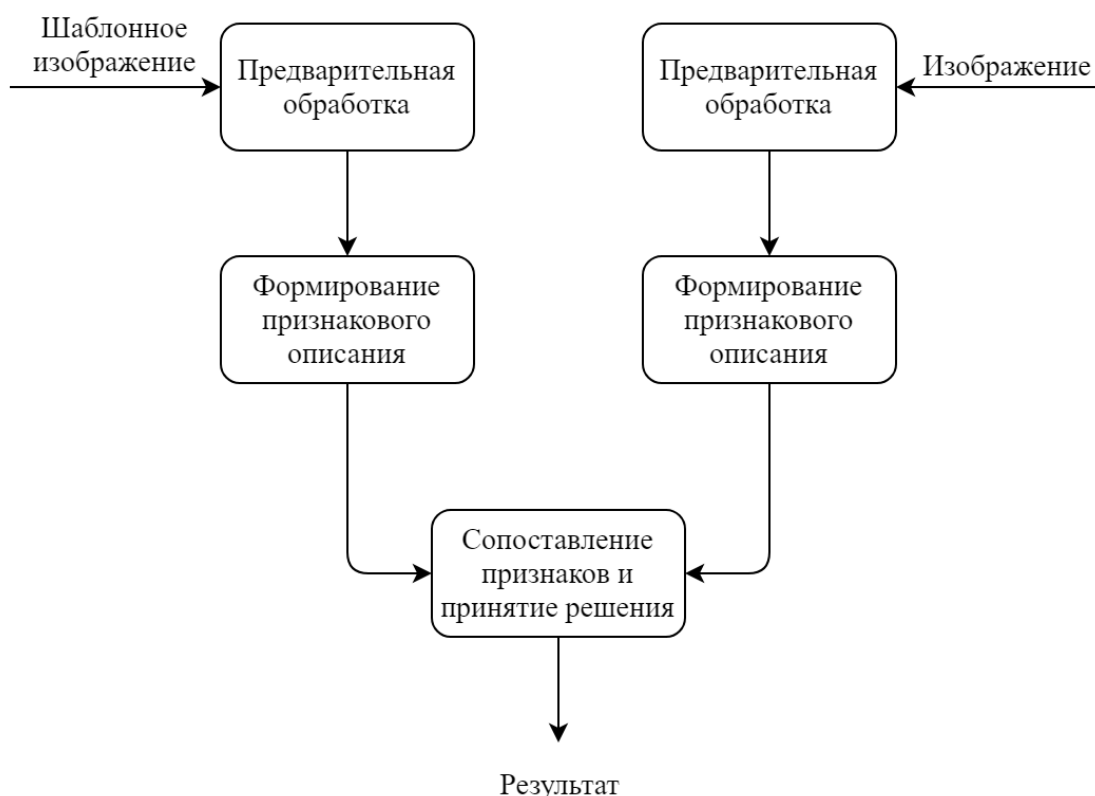 Шаблонное
изображение
Предварительная
обработка
Предварительная
обработка
Изображение
Формирование
признакового
описания
Формирование
признакового
описания
Сопоставление
признаков и
принятие решения
Результат